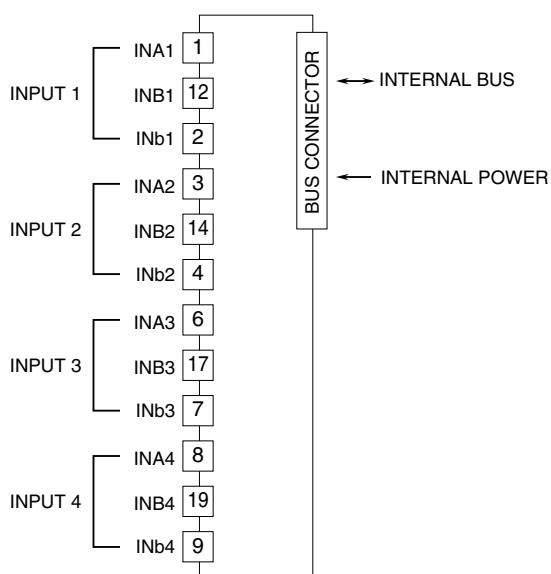 INPUT 1
INA1 1
INB1 12
INb1 2
INPUT 2
INA2 3
INB2 14
INb2 4
INPUT 3
INA3 6
INB3 17
INb3 7
INPUT 4
INA4 8
INB4 19
INb4 9
BUS CONNECTOR
INTERNAL BUS
INTERNAL POWER